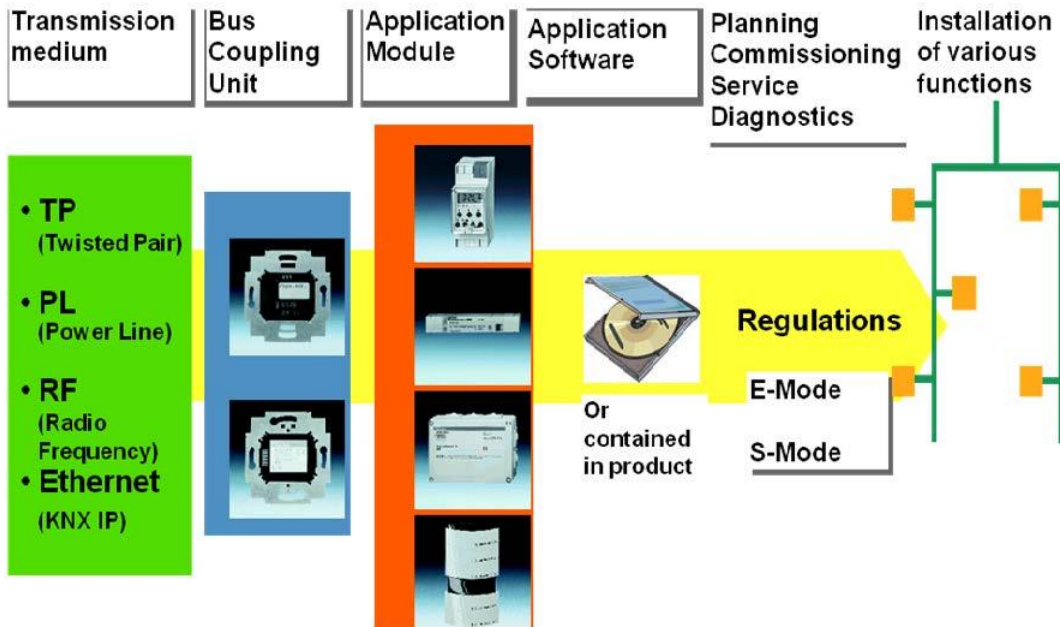 Transmission
medium
Bus
Coupling
Unit
Application
Module
Application
Software
Planning
Commissioning
Service
Diagnostics
Installation
of various
functions
• TP
(Twisted Pair)
• PL
(Power Line)
• RF
(Radio
Frequency)
• Ethernet
(KNX IP)
Or
contained
in product
Regulations
E-Mode
S-Mode